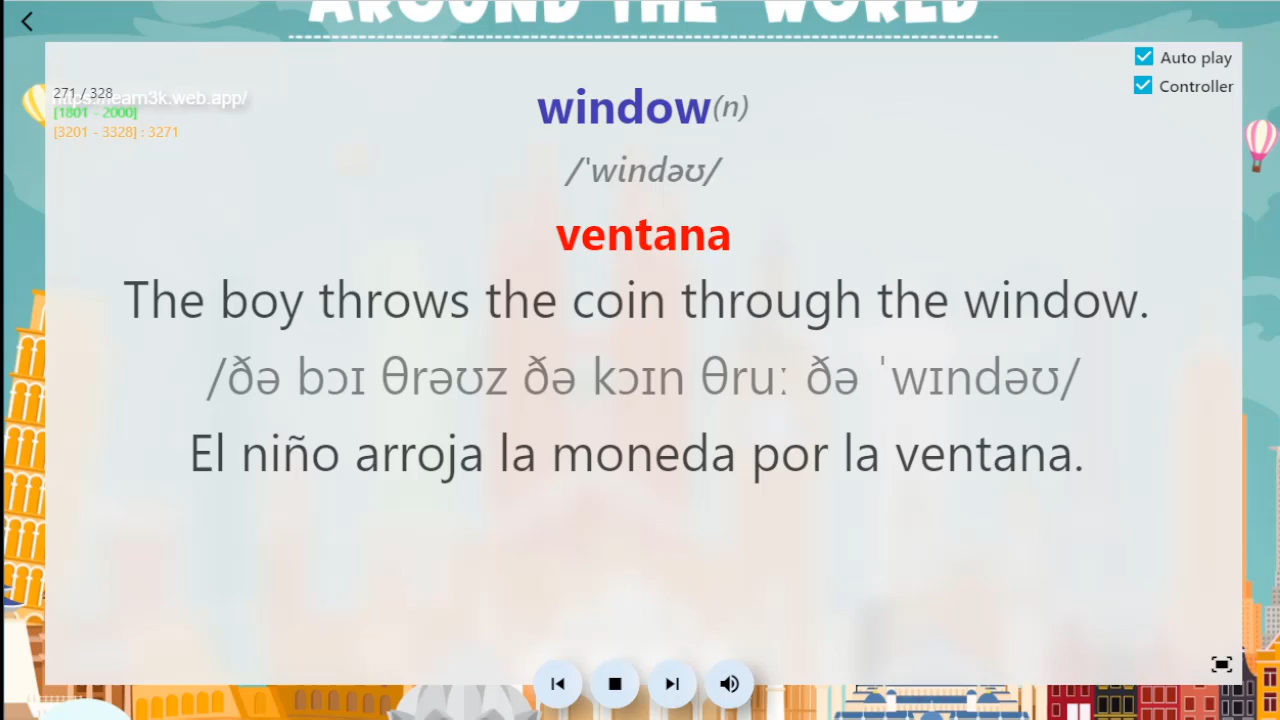 AROUND THE WORLD
Auto play
Controller
271 / 328
https://learn3k.web.app/
[1801 - 2000]
[3201 - 3328] : 3271
window(n)
/'windəʊ/
ventana
The boy throws the coin through the window.
/ðə bɔɪ θrəʊz ðə kɔɪn θruː ðə ˈwɪndəʊ/
El niño arroja la moneda por la ventana.